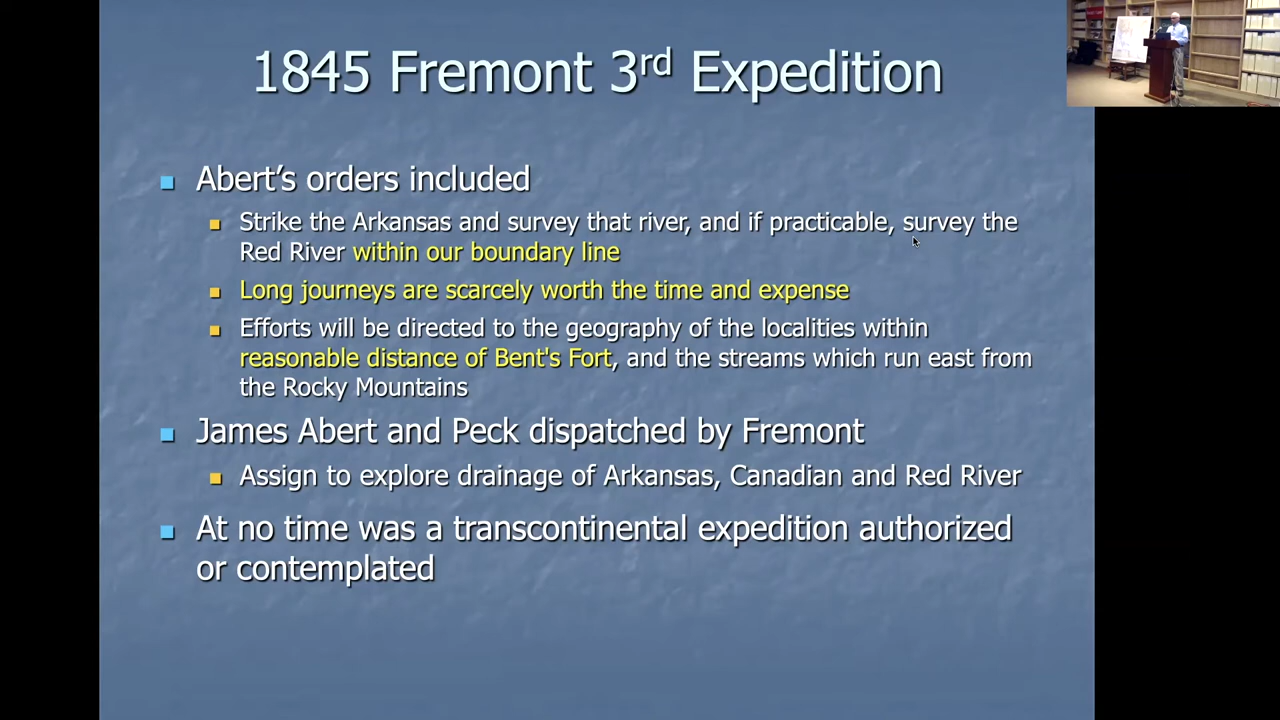 1845 Fremont 3rd Expedition
Abert’s orders included
Strike the Arkansas and survey that river, and if practicable, survey the
Red River within our boundary line
Long journeys are scarcely worth the time and expense
Efforts will be directed to the geography of the localities within
reasonable distance of Bent's Fort, and the streams which run east from
the Rocky Mountains
James Abert and Peck dispatched by Fremont
Assign to explore drainage of Arkansas, Canadian and Red River
At no time was a transcontinental expedition authorized
or contemplated